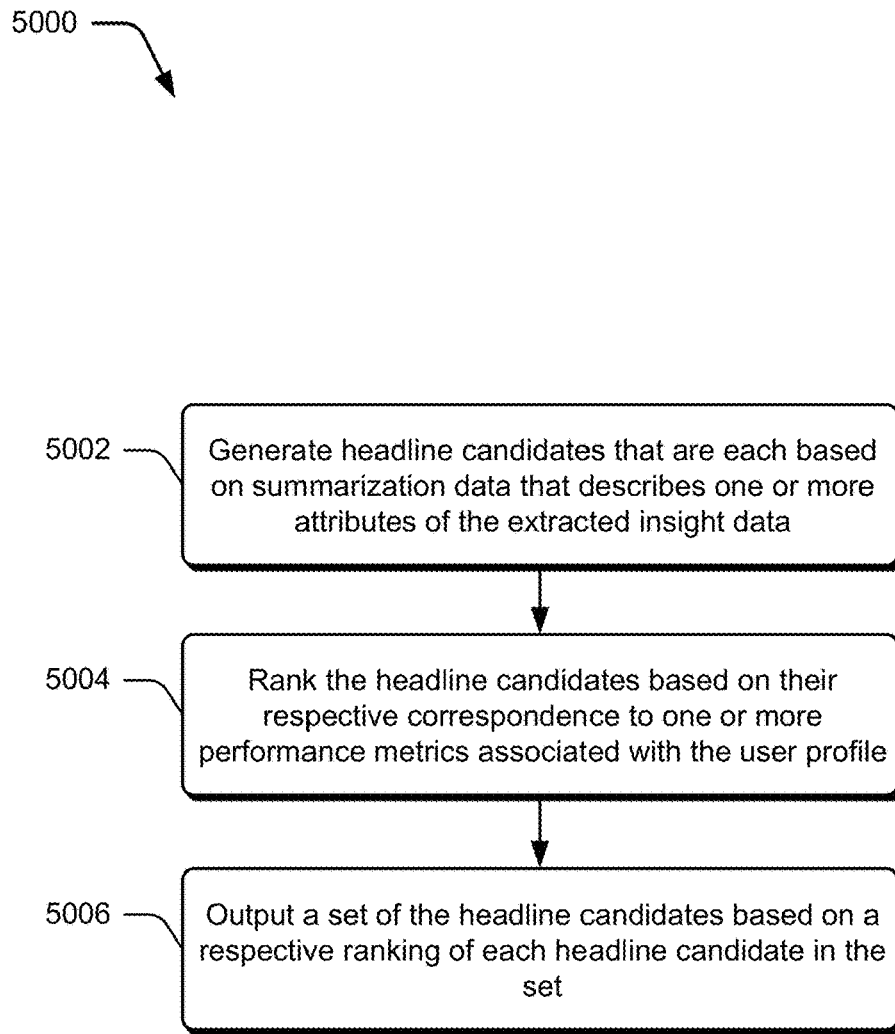 5000
5002
Generate headline candidates that are each based
on summarization data that describes one or more
attributes of the extracted insight data
5004
Rank the headline candidates based on their
respective correspondence to one or more
performance metrics associated with the user profile
5006
Output a set of the headline candidates based on a
respective ranking of each headline candidate in the
set